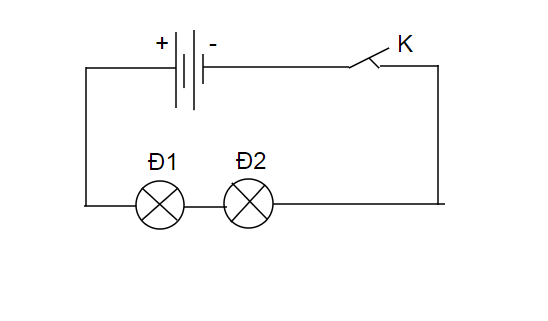 + - K
Đ1 Đ2